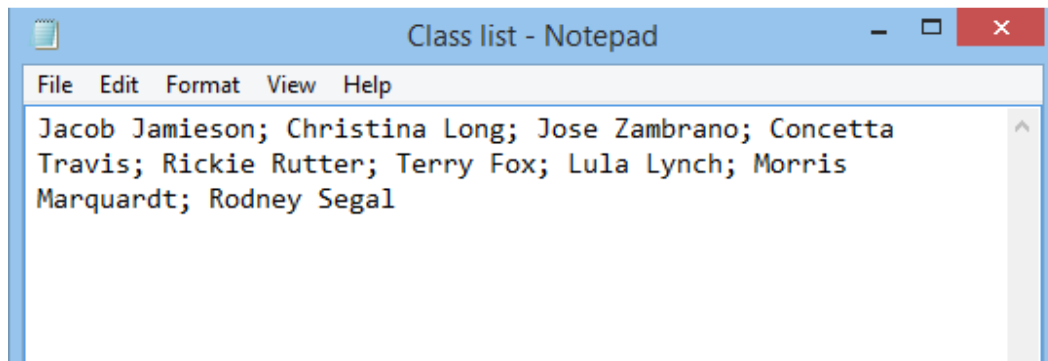 Class list - Notepad
File Edit Format View Help
Jacob Jamieson; Christina Long; Jose Zambrano; Concetta
Travis; Rickie Rutter; Terry Fox; Lula Lynch; Morris
Marquardt; Rodney Segal